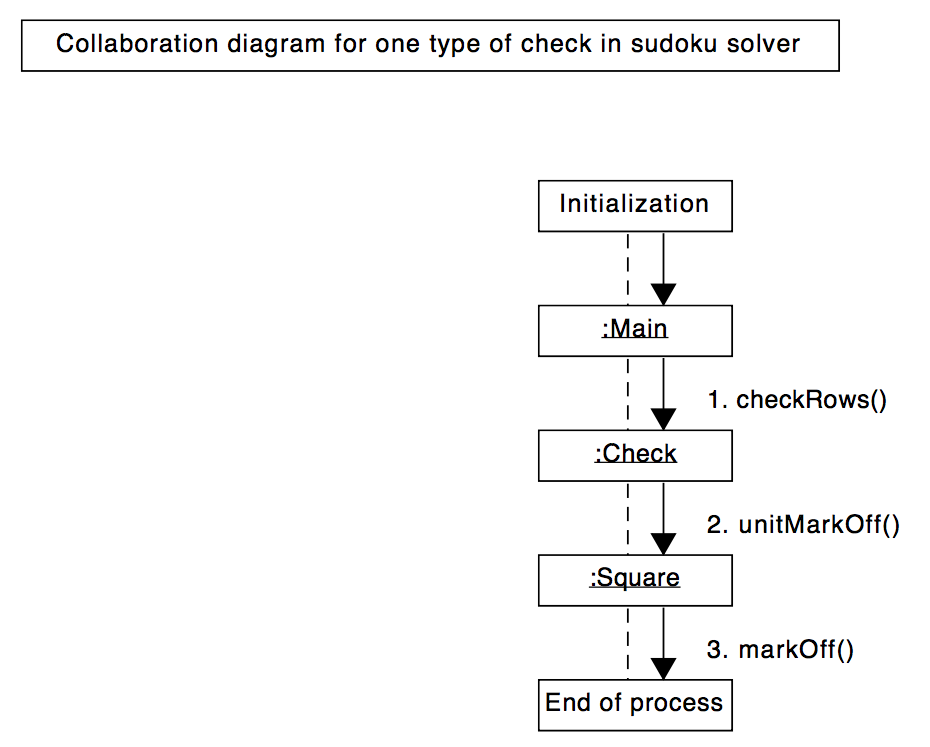 Collaboration diagram for one type of check in sudoku solver
Initialization
:Main
1. checkRows()
:Check
2. unitMarkOff()
:Square
3. markOff()
End of process